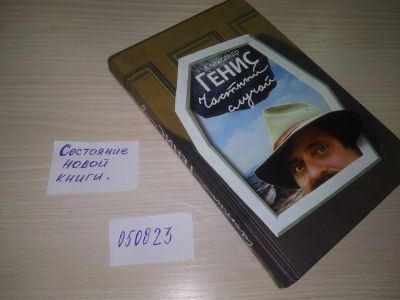 Александр
ГЕНИС
Частный
случай
Состояние
новой
книги.
050823